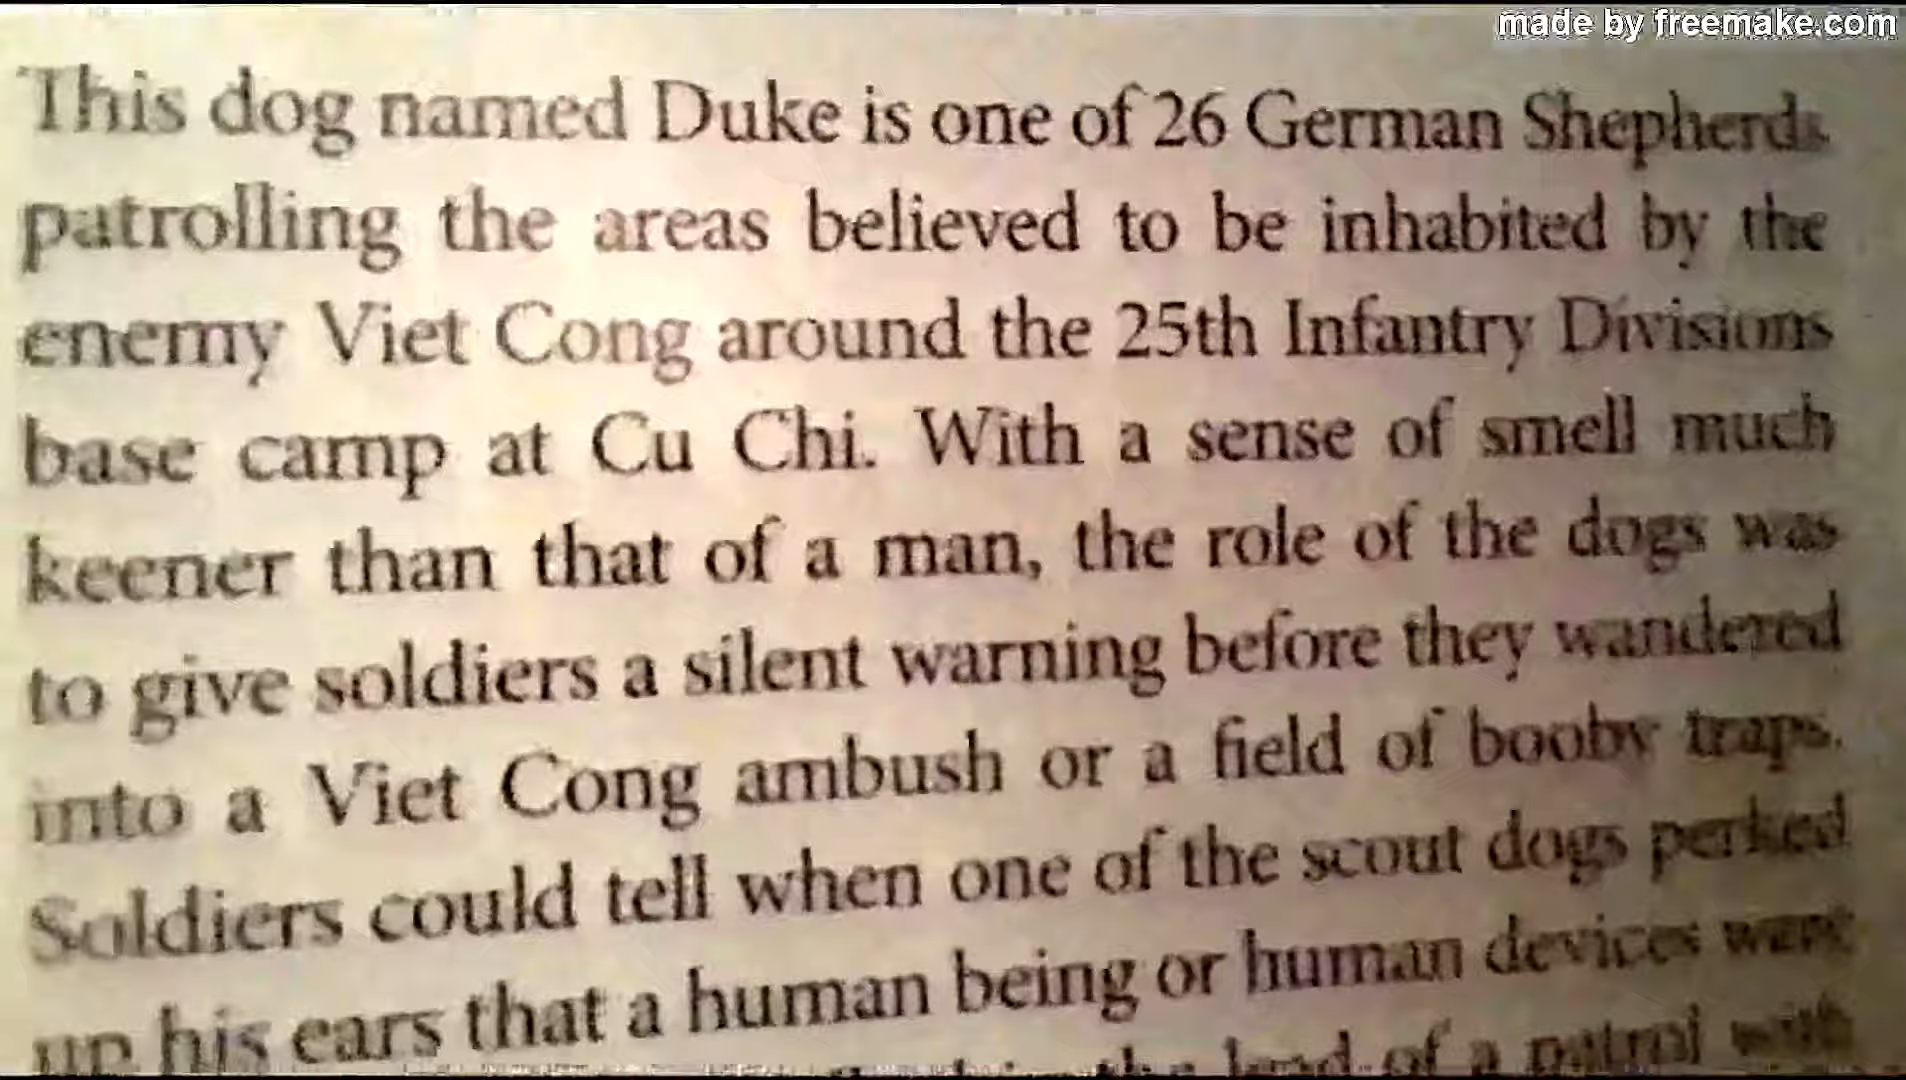 made by freemake.com
This dog named Duke is one of 26 German Shepherds
patrolling the areas believed to be inhabited by the
enemy Viet Cong around the 25th Infantry Divisions
base camp at Cu Chi. With a sense of smell much
keener than that of a man, the role of the dogs was
to give soldiers a silent warning before they wandered
into a Viet Cong ambush or a field of booby traps.
Soldiers could tell when one of the scout dogs perked
up his ears that a human being or human devices were
of a patrol with